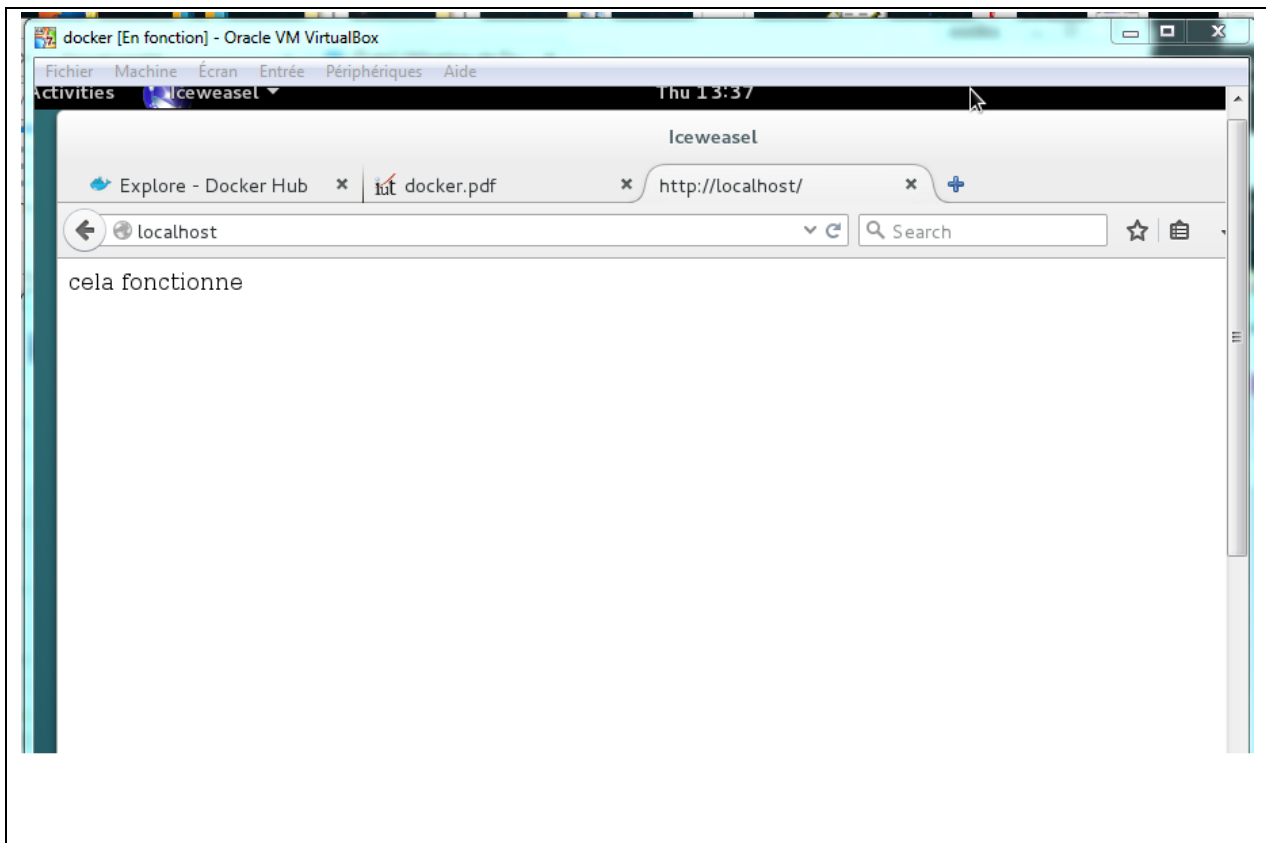 docker [En fonction] - Oracle VM VirtualBox
Fichier Machine Écran Entrée Périphériques Aide
Activities Iceweasel Thu 13:37
Iceweasel
Explore - Docker Hub iut docker.pdf http://localhost/
localhost Search
cela fonctionne